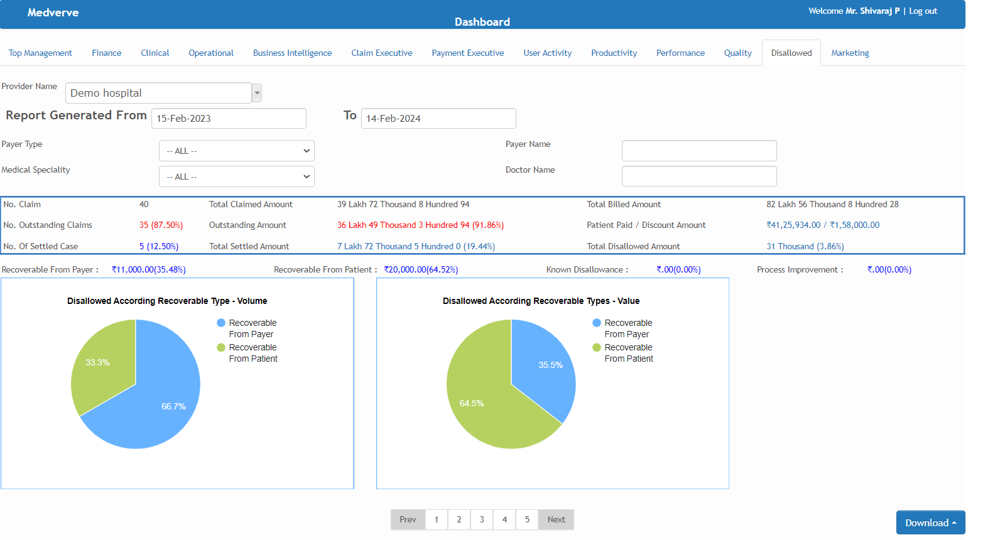 Medverve
Welcome Mr. Shivaraj P | Log out
Dashboard
Top Management Finance Clinical Operational Business Intelligence Claim Executive Payment Executive User Activity Productivity Performance Quality Disallowed Marketing
Provider Name Demo hospital
Report Generated From 15-Feb-2023 To 14-Feb-2024
Payer Type -- ALL -- Payer Name
Medical Speciality -- ALL -- Doctor Name
No. Claim 40 Total Claimed Amount 39 Lakh 72 Thousand 8 Hundred 94 Total Billed Amount 82 Lakh 56 Thousand 8 Hundred 28
No. Outstanding Claims 35 (87.50%) Outstanding Amount 36 Lakh 49 Thousand 3 Hundred 94 (91.86%) Patient Paid / Discount Amount ₹41,25,934.00 / ₹1,58,000.00
No. Of Settled Case 5 (12.50%) Total Settled Amount 7 Lakh 72 Thousand 5 Hundred 0 (19.44%) Total Disallowed Amount 31 Thousand (3.86%)
Recoverable From Payer : ₹11,000.00(35.48%) Recoverable From Patient : ₹20,000.00(64.52%) Known Disallowance : ₹.00(0.00%) Process Improvement : ₹.00(0.00%)
Disallowed According Recoverable Type - Volume
Recoverable
From Payer
Recoverable
From Patient
33.3%
66.7%
Disallowed According Recoverable Types - Value
Recoverable
From Payer
Recoverable
From Patient
35.5%
64.5%
Prev 1 2 3 4 5 Next
Download